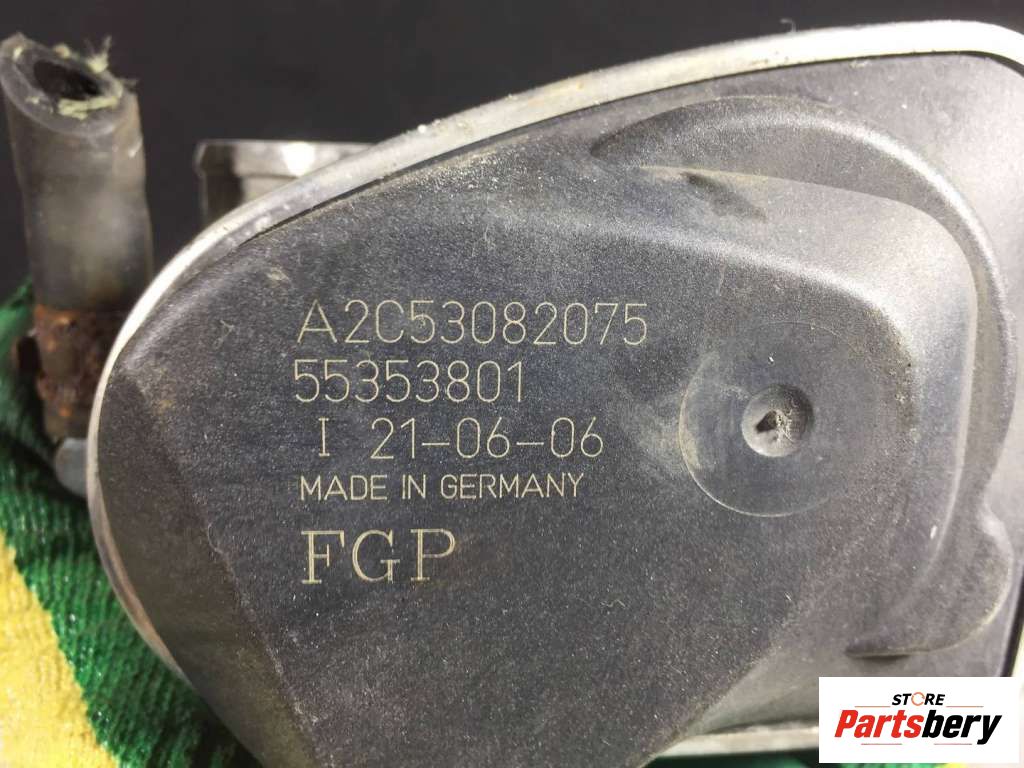 A2C53082075
55353801
I 21-06-06
MADE IN GERMANY
FGP
STORE
Partsbery